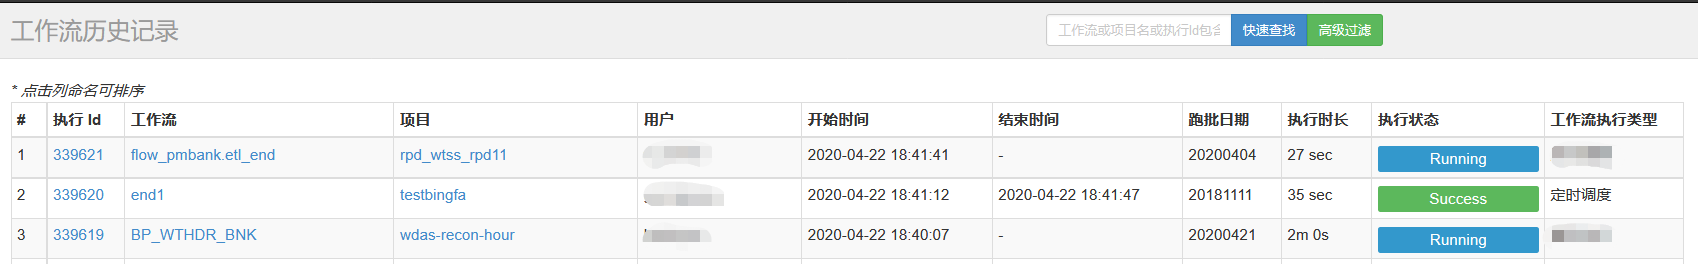 工作流历史记录
工作流或项目名或执行Id包含 快速查找 高级过滤
* 点击列命名可排序
# 执行 Id 工作流 项目 用户 开始时间 结束时间 跑批日期 执行时长 执行状态 工作流执行类型
1 339621 flow_pmbank.etl_end rpd_wtss_rpd11 2020-04-22 18:41:41 - 20200404 27 sec Running
2 339620 end1 testbingfa 2020-04-22 18:41:12 2020-04-22 18:41:47 20181111 35 sec Success 定时调度
3 339619 BP_WTHDR_BNK wdas-recon-hour 2020-04-22 18:40:07 - 20200421 2m 0s Running